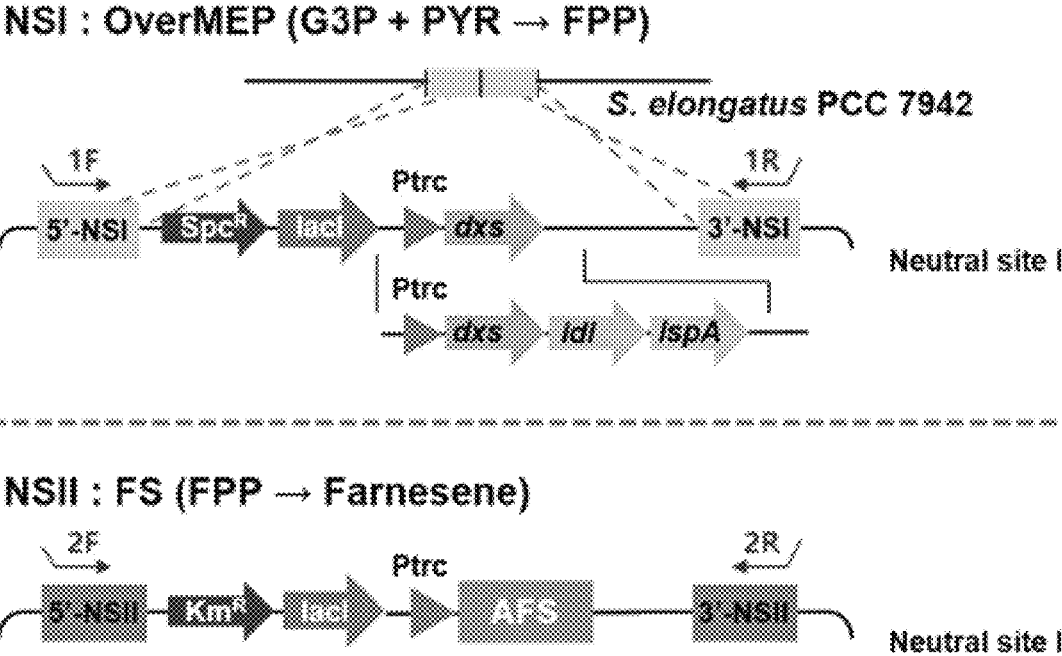 NSI : OverMEP (G3P + PYR → FPP)
S. elongatus PCC 7942
1F
1R
Ptrc
5'-NSI
Spc^R
lacI
dxs
3'-NSI
Neutral site I
Ptrc
dxs
idI
IspA
NSII : FS (FPP → Farnesene)
2F
2R
Ptrc
5'-NSII
Km^R
lacI
AFS
3'-NSII
Neutral site I